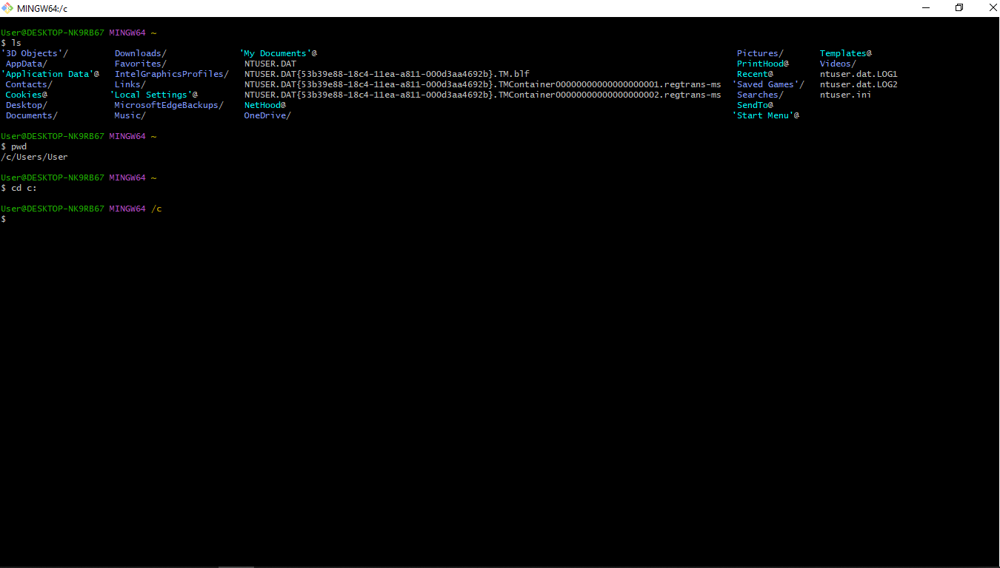 MINGW64:/c
User@DESKTOP-NK9RB67 MINGW64 ~
$ ls
'3D Objects'/ Downloads/ 'My Documents'@ Pictures/ Templates@
AppData/ Favorites/ NTUSER.DAT PrintHood@ Videos/
'Application Data'@ IntelGraphicsProfiles/ NTUSER.DAT{53b39e88-18c4-11ea-a811-000d3aa4692b}.TM.blf Recent@ ntuser.dat.LOG1
Contacts/ Links/ NTUSER.DAT{53b39e88-18c4-11ea-a811-000d3aa4692b}.TMContainer00000000000000000001.regtrans-ms 'Saved Games'/ ntuser.dat.LOG2
Cookies@ 'Local Settings'@ NTUSER.DAT{53b39e88-18c4-11ea-a811-000d3aa4692b}.TMContainer00000000000000000002.regtrans-ms Searches/ ntuser.ini
Desktop/ MicrosoftEdgeBackups/ NetHood@ SendTo@
Documents/ Music/ OneDrive/ 'Start Menu'@
User@DESKTOP-NK9RB67 MINGW64 ~
$ pwd
/c/Users/User
User@DESKTOP-NK9RB67 MINGW64 ~
$ cd c:
User@DESKTOP-NK9RB67 MINGW64 /c
$